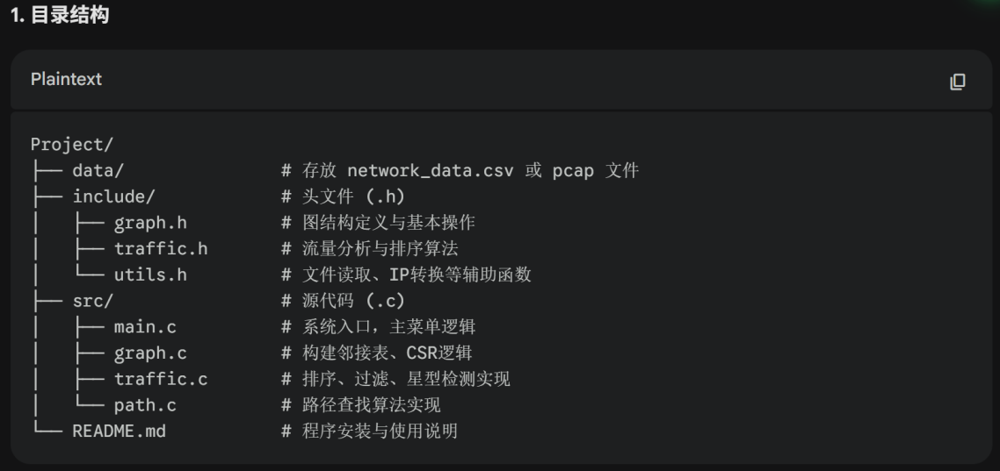 1. 目录结构
Plaintext
Project/
├── data/               # 存放 network_data.csv 或 pcap 文件
├── include/            # 头文件 (.h)
│   ├── graph.h         # 图结构定义与基本操作
│   ├── traffic.h       # 流量分析与排序算法
│   └── utils.h         # 文件读取、IP转换等辅助函数
├── src/                # 源代码 (.c)
│   ├── main.c          # 系统入口，主菜单逻辑
│   ├── graph.c         # 构建邻接表、CSR逻辑
│   ├── traffic.c       # 排序、过滤、星型检测实现
│   └── path.c          # 路径查找算法实现
└── README.md           # 程序安装与使用说明